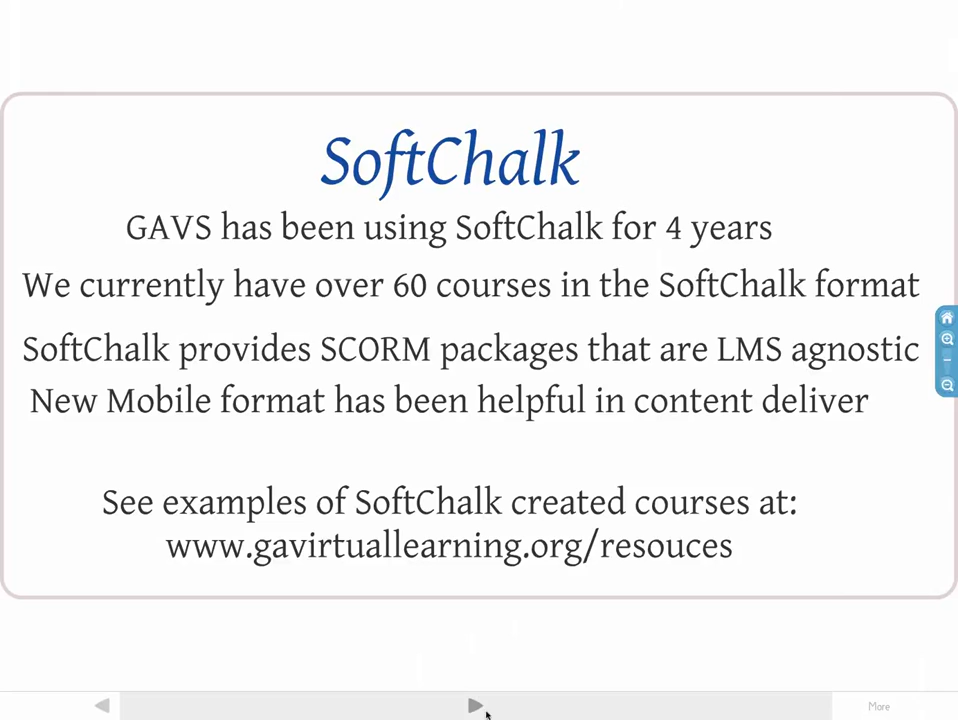 SoftChalk
GAVS has been using SoftChalk for 4 years
We currently have over 60 courses in the SoftChalk format
SoftChalk provides SCORM packages that are LMS agnostic
New Mobile format has been helpful in content deliver
See examples of SoftChalk created courses at:
www.gavirtuallearning.org/resouces
More